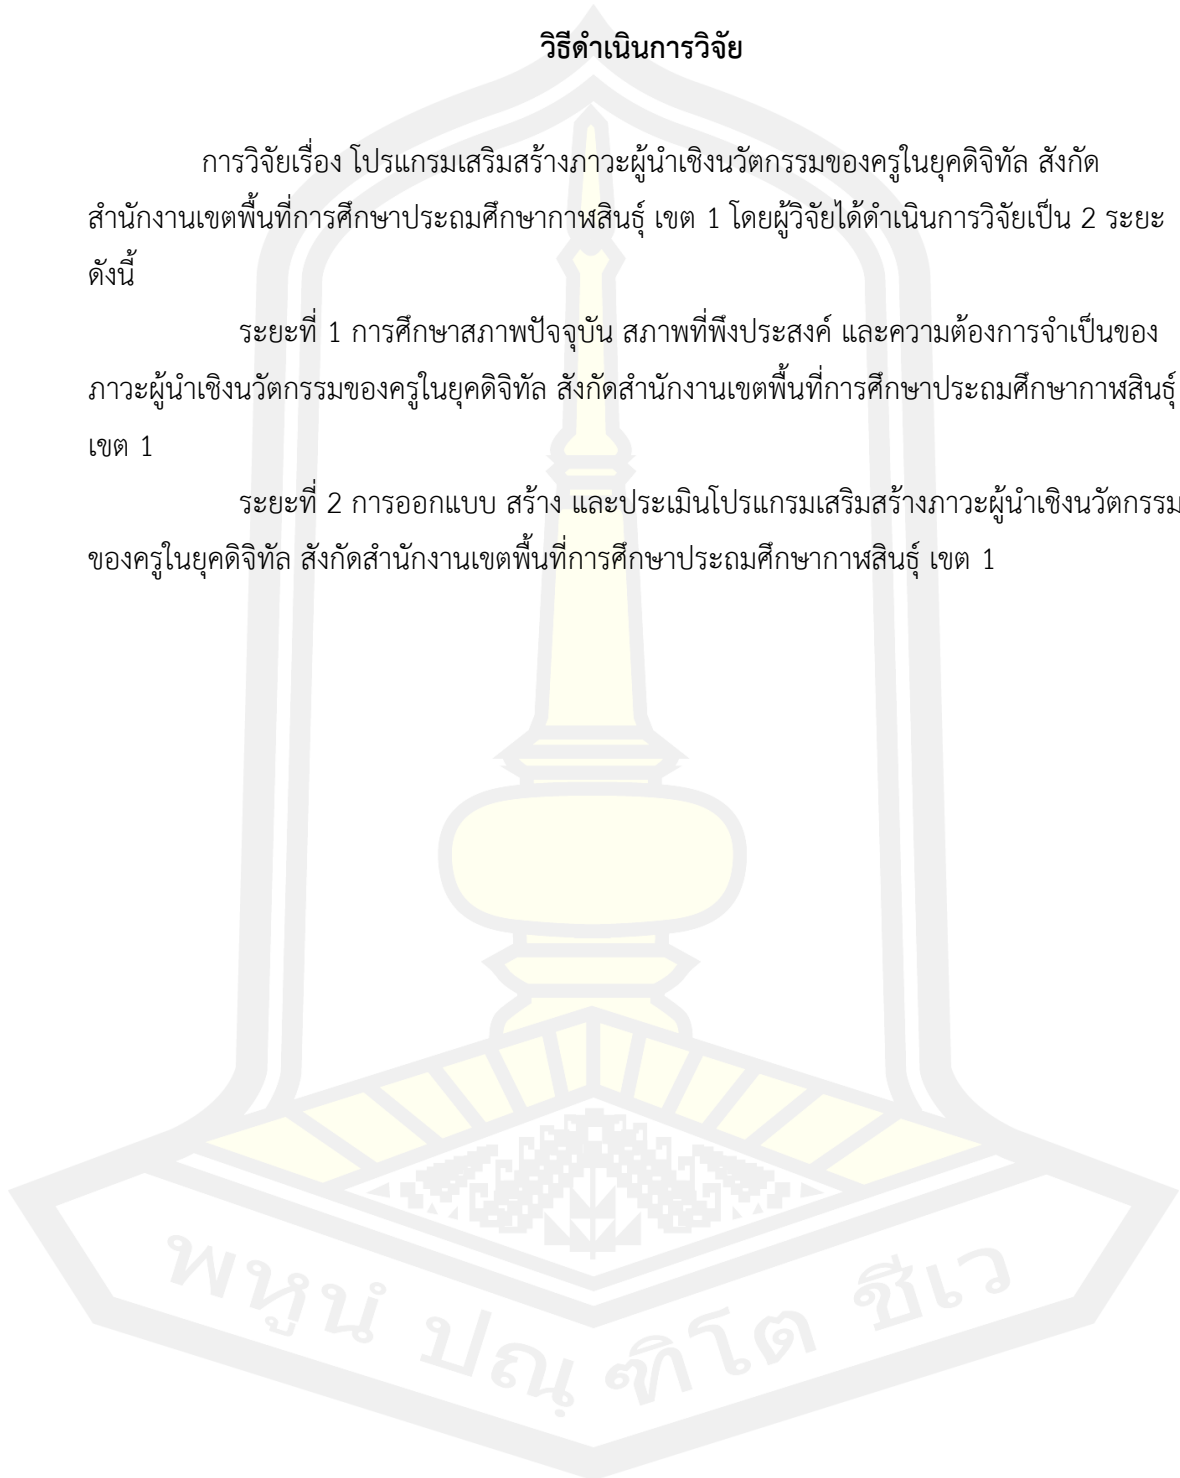 วิธีดำเนินการวิจัย
การวิจัยเรื่อง โปรแกรมเสริมสร้างภาวะผู้นำเชิงนวัตกรรมของครูในยุคดิจิทัล สังกัด
สำนักงานเขตพื้นที่การศึกษาประถมศึกษากาฬสินธุ์ เขต 1 โดยผู้วิจัยได้ดำเนินการวิจัยเป็น 2 ระยะ
ดังนี้
ระยะที่ 1 การศึกษาสภาพปัจจุบัน สภาพที่พึงประสงค์ และความต้องการจำเป็นของ
ภาวะผู้นำเชิงนวัตกรรมของครูในยุคดิจิทัล สังกัดสำนักงานเขตพื้นที่การศึกษาประถมศึกษากาฬสินธุ์
เขต 1
ระยะที่ 2 การออกแบบ สร้าง และประเมินโปรแกรมเสริมสร้างภาวะผู้นำเชิงนวัตกรรม
ของครูในยุคดิจิทัล สังกัดสำนักงานเขตพื้นที่การศึกษาประถมศึกษากาฬสินธุ์ เขต 1
พหูนํ ปณฺฑิโต ชีเว